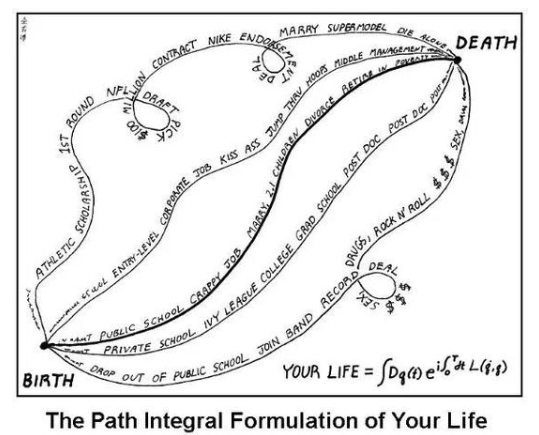 ATHLETIC SCHOLARSHIP 1ST ROUND NFL DRAFT PICK $100 MILLION CONTRACT NIKE ENDORSEMENT DEAL MARRY SUPERMODEL DIE ALONE
DEATH
SCHOOL ENTRY-LEVEL CORPORATE JOB KISS ASS JUMP THRU HOOPS MIDDLE MANAGEMENT
PUBLIC SCHOOL CRAPPY JOB MARRY, 2.1 CHILDREN DIVORCE RETIRE IN POVERTY
PRIVATE SCHOOL IVY LEAGUE COLLEGE GRAD SCHOOL POST DOC POST DOC POST
DROP OUT OF PUBLIC SCHOOL JOIN BAND RECORD DEAL $ $ $ SEX, DRUGS, ROCK N' ROLL $ $ $ SEX,
BIRTH
YOUR LIFE = ∫Dq(t) e^{i∫₀ᵀdt L(q̇,q)}
The Path Integral Formulation of Your Life